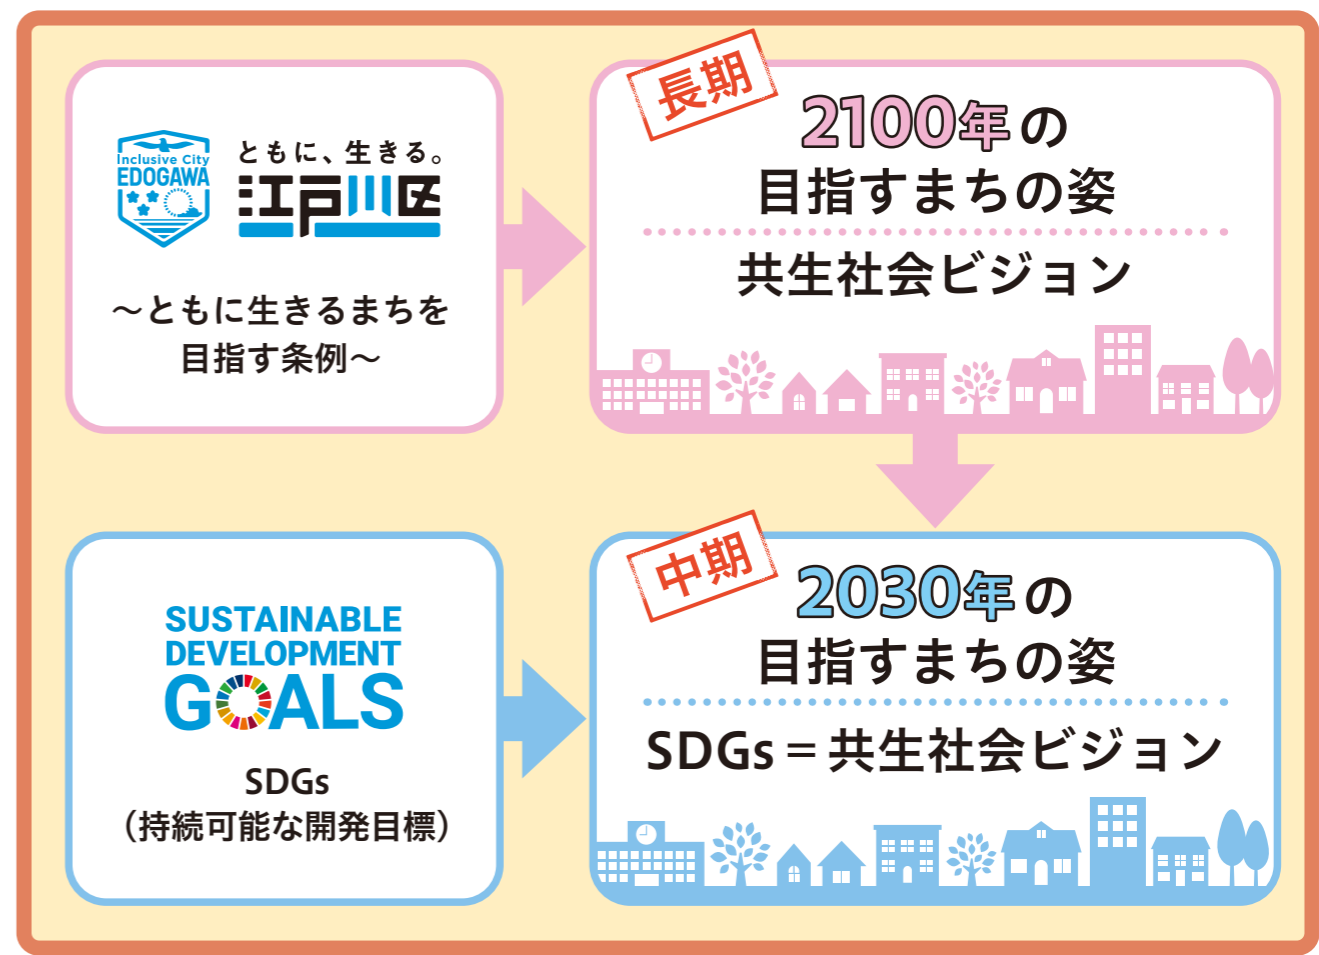 Inclusive City
EDOGAWA
ともに、生きる。
江戸川区
～ともに生きるまちを
目指す条例～
長期
2100年の
目指すまちの姿
共生社会ビジョン
SUSTAINABLE
DEVELOPMENT
GOALS
SDGs
（持続可能な開発目標）
中期
2030年の
目指すまちの姿
SDGs＝共生社会ビジョン